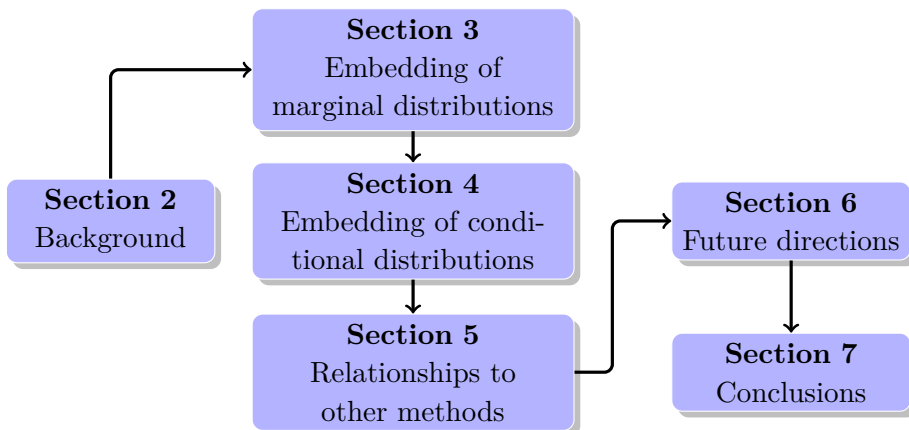 Section 2
Background
Section 3
Embedding of
marginal distributions
Section 4
Embedding of condi-
tional distributions
Section 5
Relationships to
other methods
Section 6
Future directions
Section 7
Conclusions